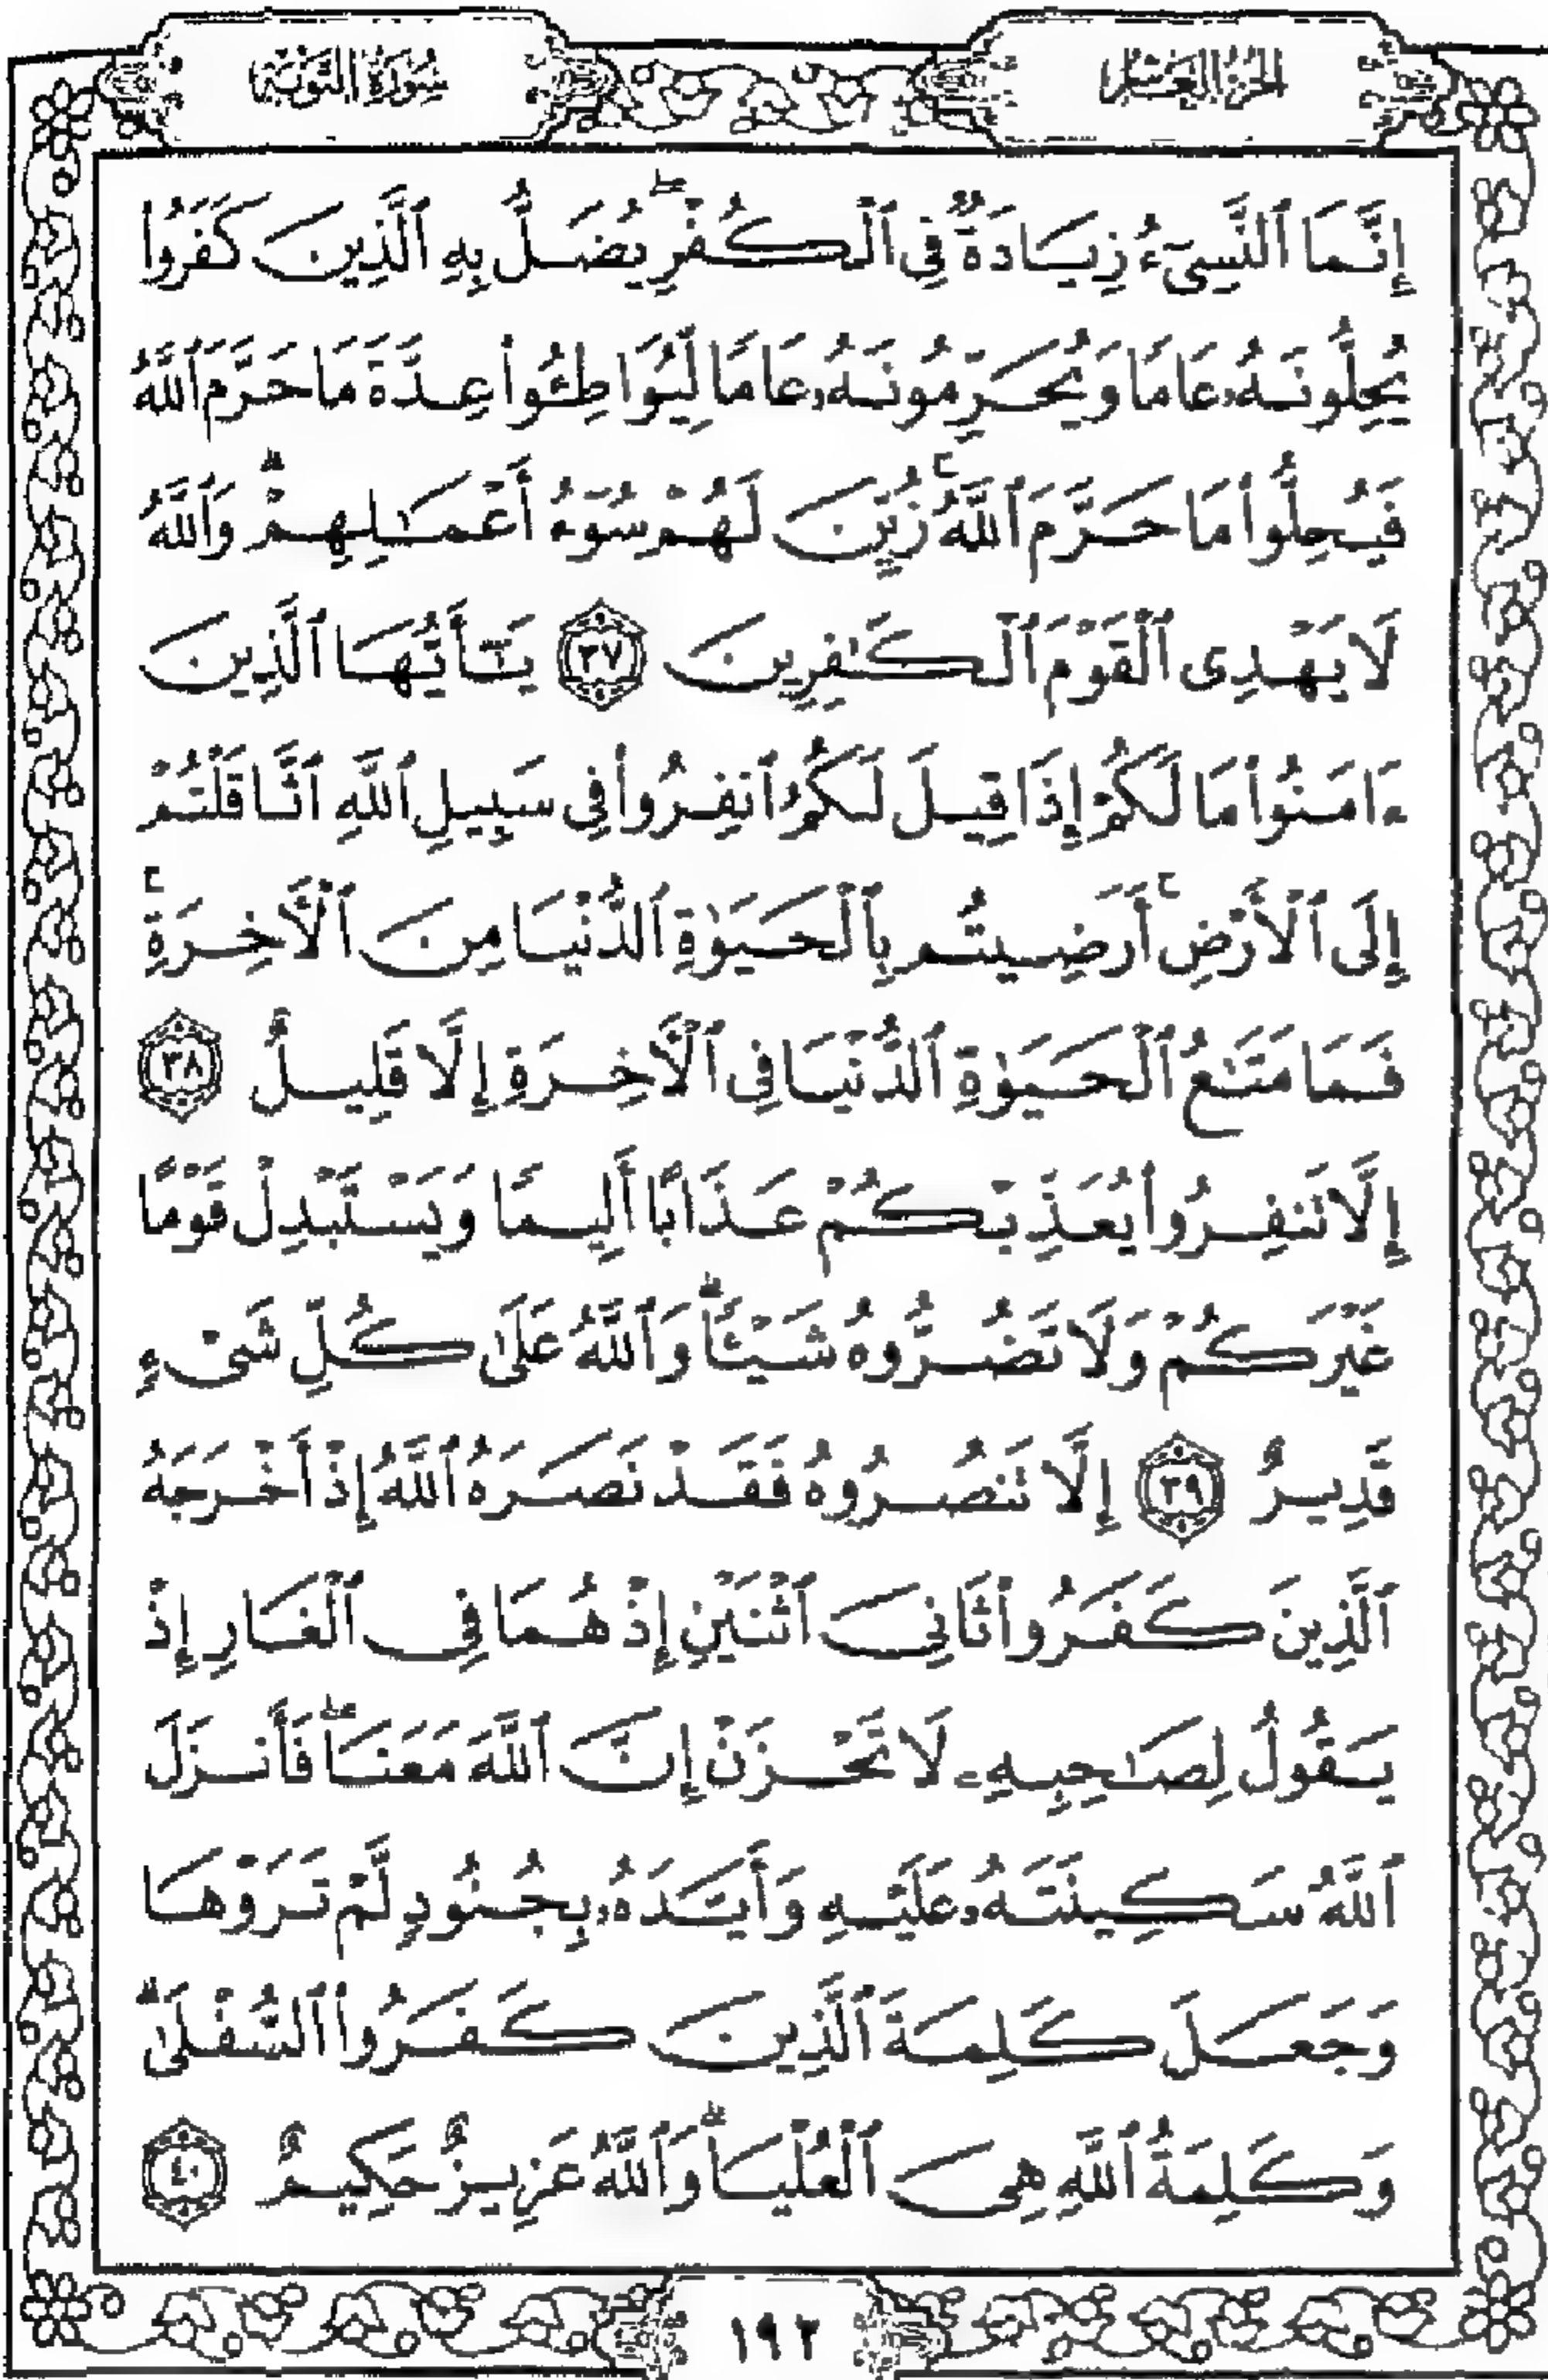 الجزء العاشر
سورة التوبة
إِنَّمَا ٱلنَّسِىٓءُ زِيَادَةٌ فِى ٱلْكُفْرِ ۖ يُضَلُّ بِهِ ٱلَّذِينَ كَفَرُوا۟
يُحِلُّونَهُۥ عَامًا وَيُحَرِّمُونَهُۥ عَامًا لِّيُوَاطِـُٔوا۟ عِدَّةَ مَا حَرَّمَ ٱللَّهُ
فَيُحِلُّوا۟ مَا حَرَّمَ ٱللَّهُ ۚ زُيِّنَ لَهُمْ سُوٓءُ أَعْمَـٰلِهِمْ ۗ وَٱللَّهُ
لَا يَهْدِى ٱلْقَوْمَ ٱلْكَـٰفِرِينَ ٣٧ يَـٰٓأَيُّهَا ٱلَّذِينَ
ءَامَنُوا۟ مَا لَكُمْ إِذَا قِيلَ لَكُمُ ٱنفِرُوا۟ فِى سَبِيلِ ٱللَّهِ ٱثَّاقَلْتُمْ
إِلَى ٱلْأَرْضِ ۚ أَرَضِيتُم بِٱلْحَيَوٰةِ ٱلدُّنْيَا مِنَ ٱلْـَٔاخِرَةِ ۚ
فَمَا مَتَـٰعُ ٱلْحَيَوٰةِ ٱلدُّنْيَا فِى ٱلْـَٔاخِرَةِ إِلَّا قَلِيلٌ ٣٨
إِلَّا تَنفِرُوا۟ يُعَذِّبْكُمْ عَذَابًا أَلِيمًا وَيَسْتَبْدِلْ قَوْمًا
غَيْرَكُمْ وَلَا تَضُرُّوهُ شَيْـًٔا ۗ وَٱللَّهُ عَلَىٰ كُلِّ شَىْءٍ
قَدِيرٌ ٣٩ إِلَّا تَنصُرُوهُ فَقَدْ نَصَرَهُ ٱللَّهُ إِذْ أَخْرَجَهُ
ٱلَّذِينَ كَفَرُوا۟ ثَانِىَ ٱثْنَيْنِ إِذْ هُمَا فِى ٱلْغَارِ إِذْ
يَقُولُ لِصَـٰحِبِهِۦ لَا تَحْزَنْ إِنَّ ٱللَّهَ مَعَنَا ۖ فَأَنزَلَ
ٱللَّهُ سَكِينَتَهُۥ عَلَيْهِ وَأَيَّدَهُۥ بِجُنُودٍ لَّمْ تَرَوْهَا
وَجَعَلَ كَلِمَةَ ٱلَّذِينَ كَفَرُوا۟ ٱلسُّفْلَىٰ ۗ
وَكَلِمَةُ ٱللَّهِ هِىَ ٱلْعُلْيَا ۗ وَٱللَّهُ عَزِيزٌ حَكِيمٌ ٤٠
١٩٣